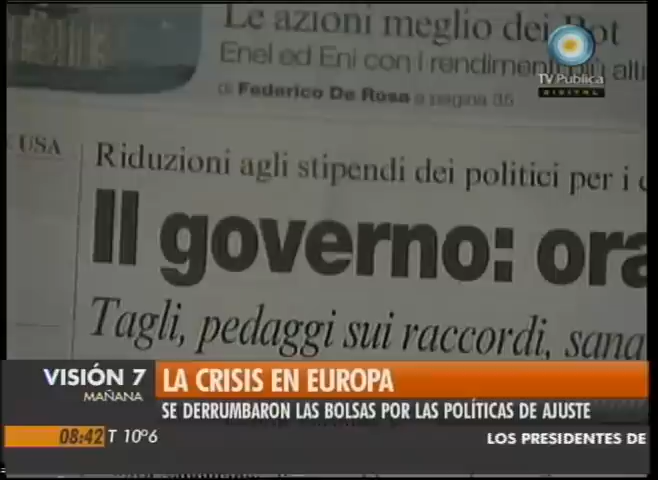 Le azioni meglio dei Bot
Enel ed Eni con i rendimenti più alti
di Federico De Rosa a pagina 35
TV Pública
DIGITAL
USA
Riduzioni agli stipendi dei politici per i
Il governo: ora
Tagli, pedaggi sui raccordi, sana
VISIÓN 7
MAÑANA
LA CRISIS EN EUROPA
SE DERRUMBARON LAS BOLSAS POR LAS POLÍTICAS DE AJUSTE
08:42 T 10º6
LOS PRESIDENTES DE